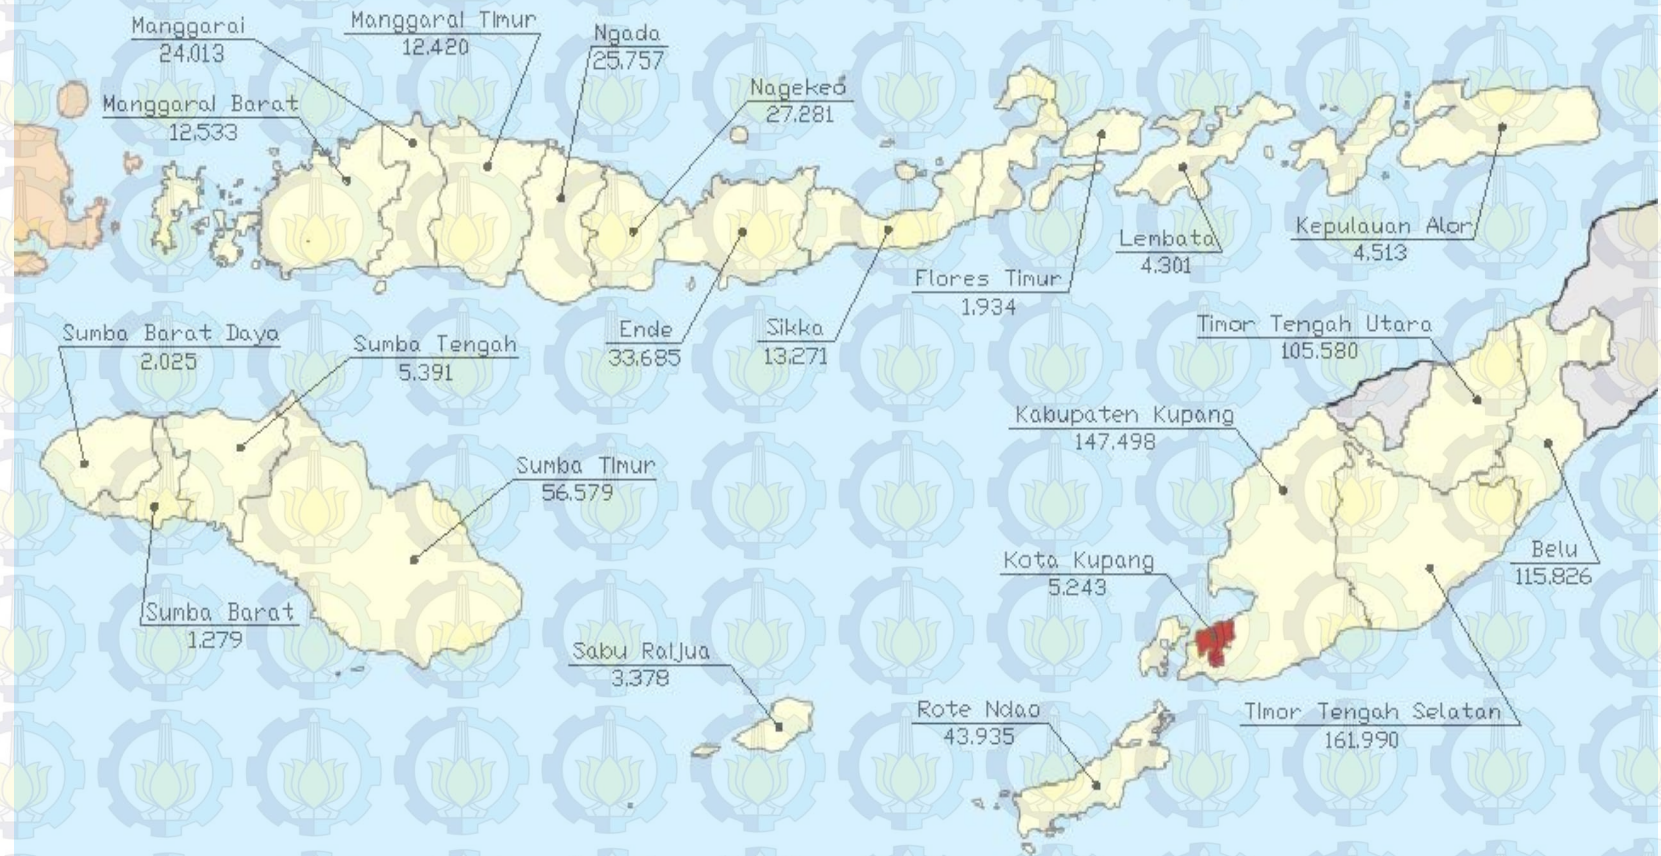 Manggarai
24.013
Manggarai Timur
12.420
Ngada
25.757
Nagekeo
27.281
Manggarai Barat
12.533
Kepulauan Alor
4.513
Lembata
4.301
Flores Timur
1.934
Ende
33.685
Sikka
13.271
Timor Tengah Utara
105.580
Sumba Barat Daya
2.025
Sumba Tengah
5.391
Kabupaten Kupang
147.498
Sumba Timur
56.579
Belu
115.826
Kota Kupang
5.243
Sumba Barat
1.279
Sabu Raijua
3.378
Rote Ndao
43.935
Timor Tengah Selatan
161.990